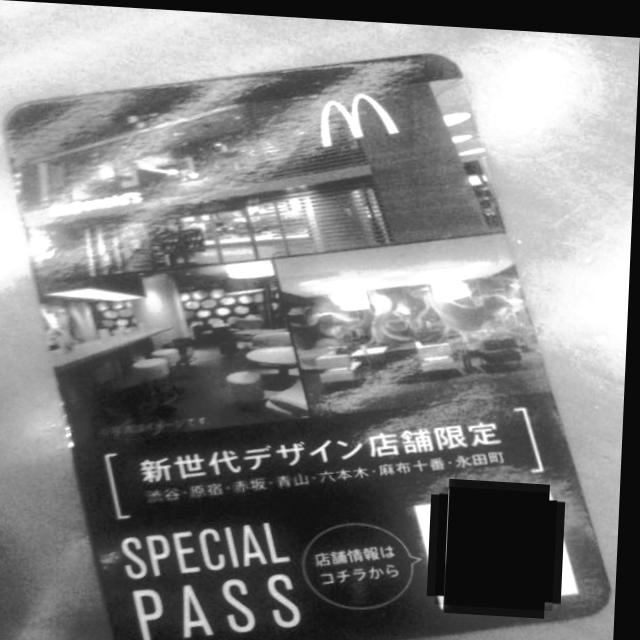 新世代デザイン店舗限定
渋谷・原宿・赤坂・青山・六本木・麻布十番・永田町
SPECIAL
PASS
店舗情報は
コチラから